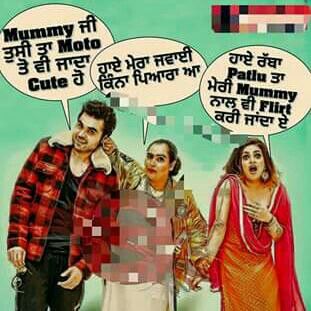 Mummy ਜੀ
ਤੁਸੀ ਤਾ Moto
ਤੋ ਵੀ ਜਾਦਾ
Cute ਹੋ
ਹਾਏ ਮੇਰਾ ਜਵਾਈ
ਕਿੰਨਾ ਪਿਆਰਾ ਆ
ਹਾਏ ਰੱਬਾ
Patlu ਤਾ
ਮੇਰੀ Mummy
ਨਾਲ ਵੀ Flirt
ਕਰੀ ਜਾਂਦਾ ਏ